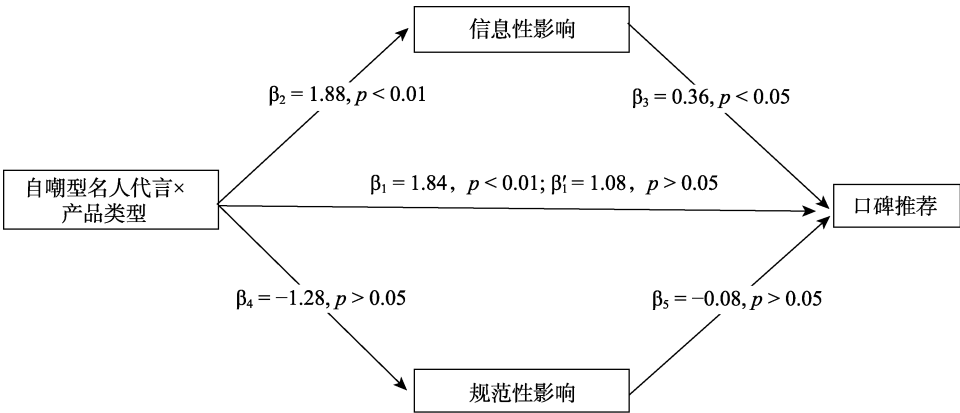 信息性影响
β₂ = 1.88, p < 0.01
β₃ = 0.36, p < 0.05
自嘲型名人代言×
产品类型
β₁ = 1.84， p < 0.01; β′₁ = 1.08， p > 0.05
口碑推荐
β₄ = −1.28, p > 0.05
β₅ = −0.08, p > 0.05
规范性影响